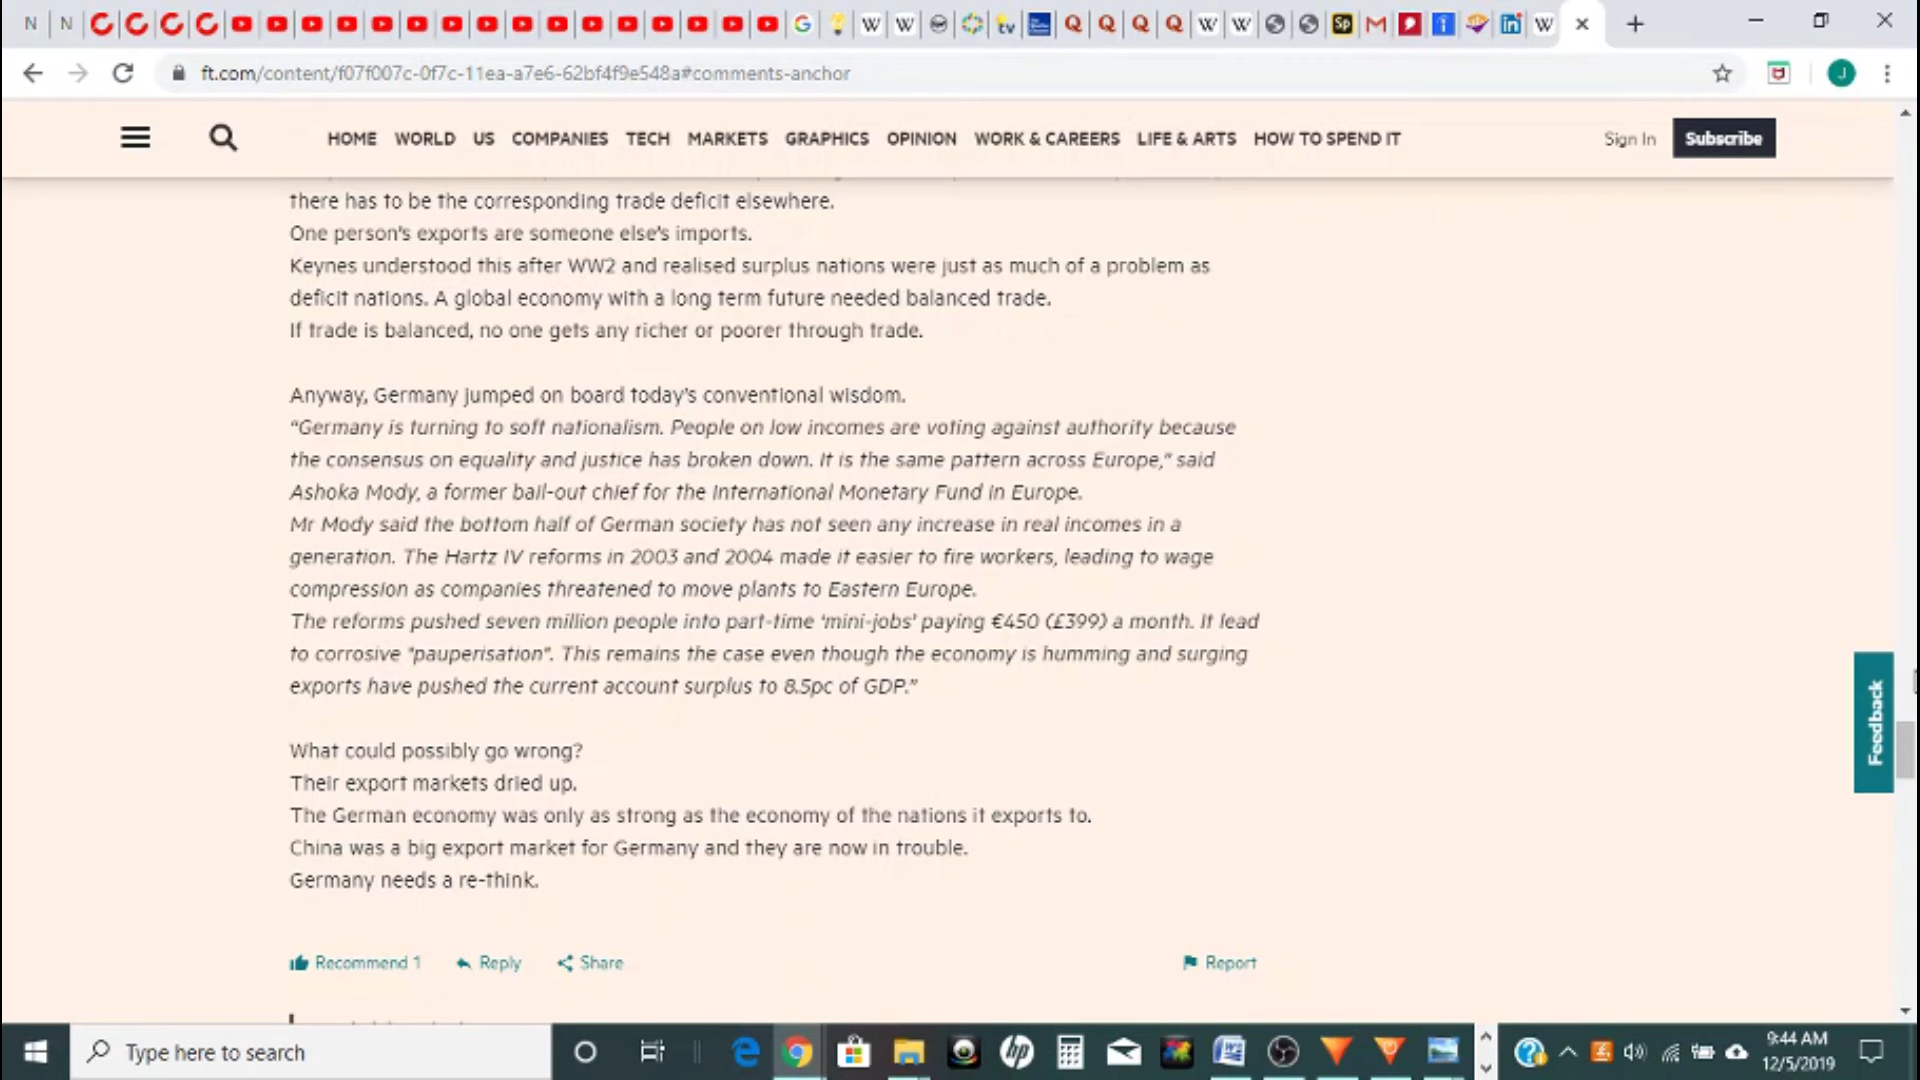 ft.com/content/f07f007c-0f7c-11ea-a7e6-62bf4f9e548a#comments-anchor
HOME WORLD US COMPANIES TECH MARKETS GRAPHICS OPINION WORK & CAREERS LIFE & ARTS HOW TO SPEND IT Sign In Subscribe
there has to be the corresponding trade deficit elsewhere.
One person's exports are someone else's imports.
Keynes understood this after WW2 and realised surplus nations were just as much of a problem as
deficit nations. A global economy with a long term future needed balanced trade.
If trade is balanced, no one gets any richer or poorer through trade.
Anyway, Germany jumped on board today's conventional wisdom.
“Germany is turning to soft nationalism. People on low incomes are voting against authority because
the consensus on equality and justice has broken down. It is the same pattern across Europe,” said
Ashoka Mody, a former bail-out chief for the International Monetary Fund in Europe.
Mr Mody said the bottom half of German society has not seen any increase in real incomes in a
generation. The Hartz IV reforms in 2003 and 2004 made it easier to fire workers, leading to wage
compression as companies threatened to move plants to Eastern Europe.
The reforms pushed seven million people into part-time ‘mini-jobs’ paying €450 (£399) a month. It lead
to corrosive “pauperisation”. This remains the case even though the economy is humming and surging
exports have pushed the current account surplus to 8.5pc of GDP.”
What could possibly go wrong?
Their export markets dried up.
The German economy was only as strong as the economy of the nations it exports to.
China was a big export market for Germany and they are now in trouble.
Germany needs a re-think.
Recommend 1 Reply Share Report
Feedback
Type here to search
9:44 AM
12/5/2019